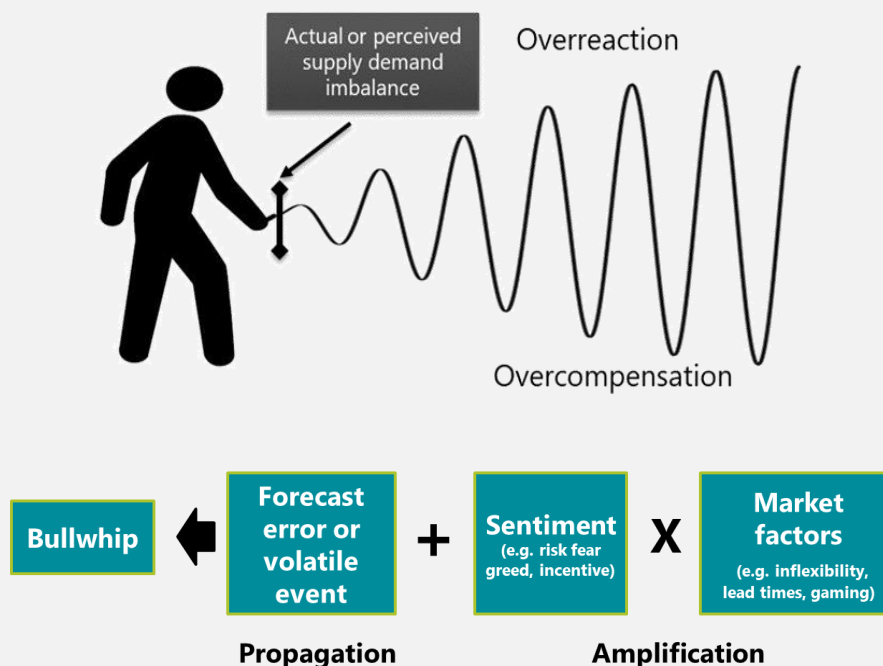 Actual or perceived
supply demand
imbalance
Overreaction
Overcompensation
Bullwhip
Forecast
error or
volatile
event
+
Sentiment
(e.g. risk fear
greed, incentive)
X
Market
factors
(e.g. inflexibility,
lead times, gaming)
Propagation
Amplification